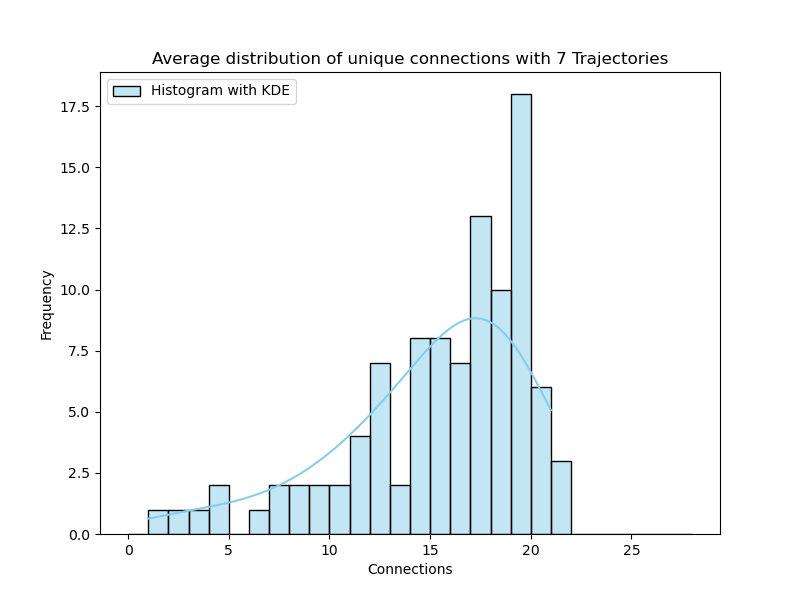 Average distribution of unique connections with 7 Trajectories
Histogram with KDE
17.5
15.0
12.5
10.0
7.5
5.0
2.5
0.0
Frequency
0 5 10 15 20 25
Connections